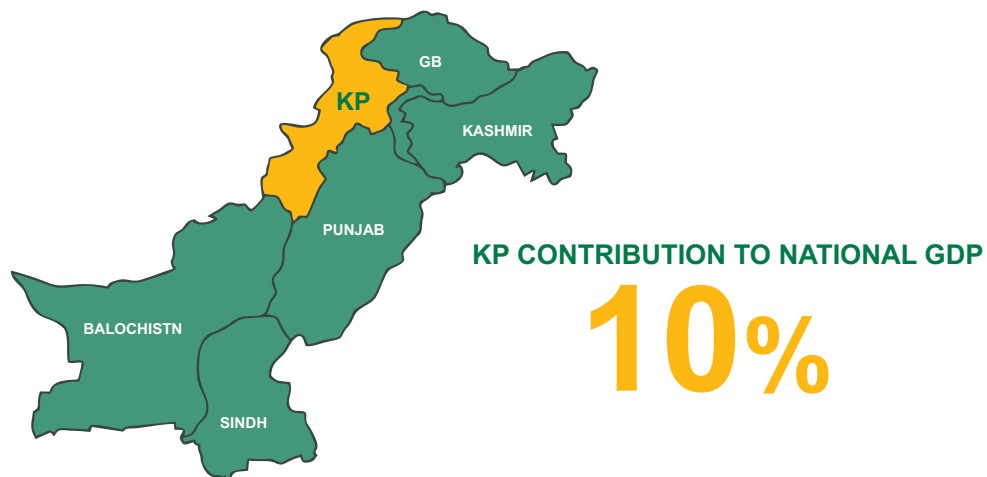 GB
KP
KASHMIR
PUNJAB
KP CONTRIBUTION TO NATIONAL GDP
10%
BALOCHISTN
SINDH